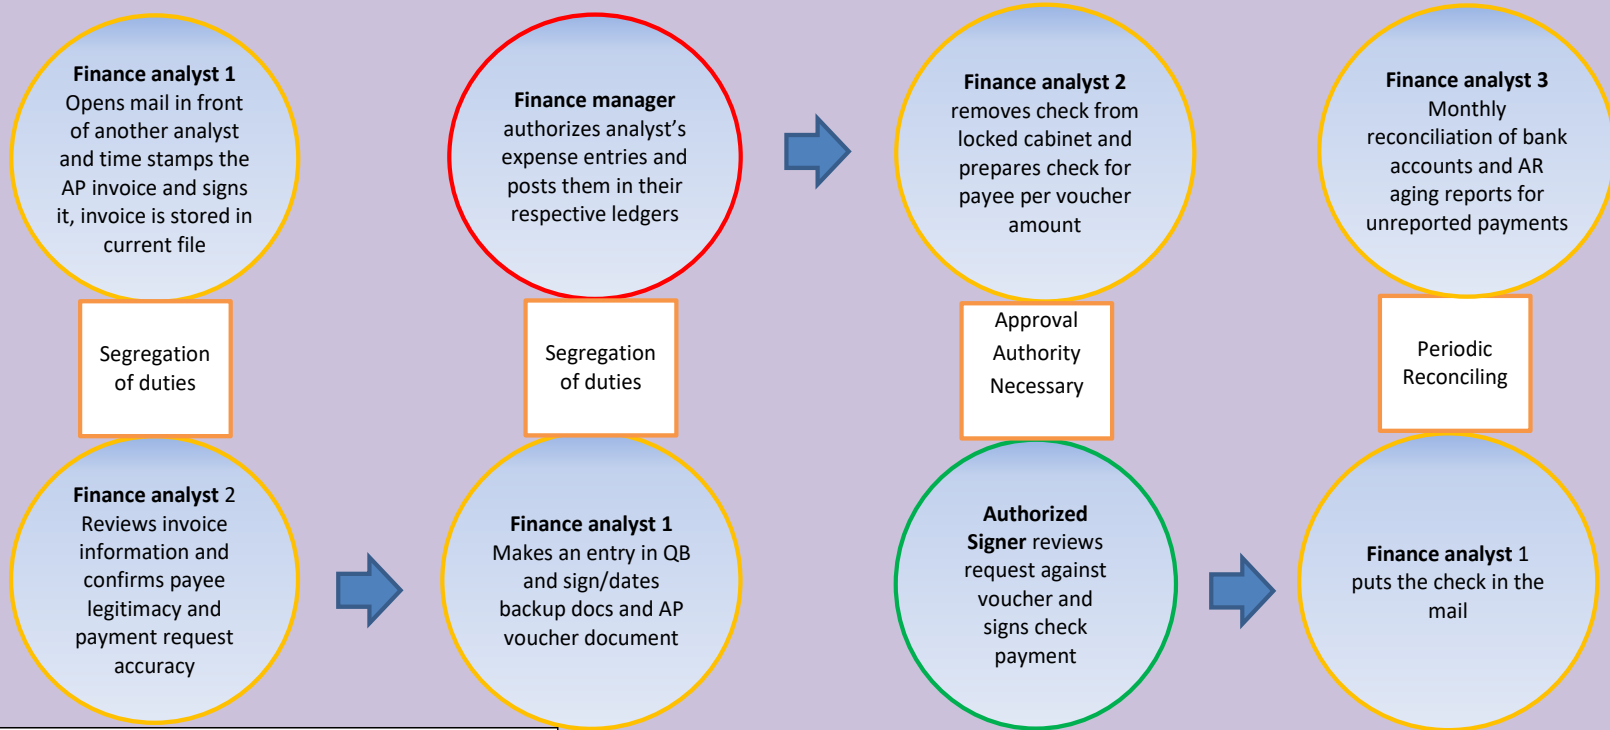 Finance analyst 1
Opens mail in front
of another analyst
and time stamps the
AP invoice and signs
it, invoice is stored in
current file
Segregation
of duties
Finance analyst 2
Reviews invoice
information and
confirms payee
legitimacy and
payment request
accuracy
Finance manager
authorizes analyst’s
expense entries and
posts them in their
respective ledgers
Segregation
of duties
Finance analyst 1
Makes an entry in QB
and sign/dates
backup docs and AP
voucher document
Finance analyst 2
removes check from
locked cabinet and
prepares check for
payee per voucher
amount
Approval
Authority
Necessary
Authorized
Signer reviews
request against
voucher and
signs check
payment
Finance analyst 3
Monthly
reconciliation of bank
accounts and AR
aging reports for
unreported payments
Periodic
Reconciling
Finance analyst 1
puts the check in the
mail